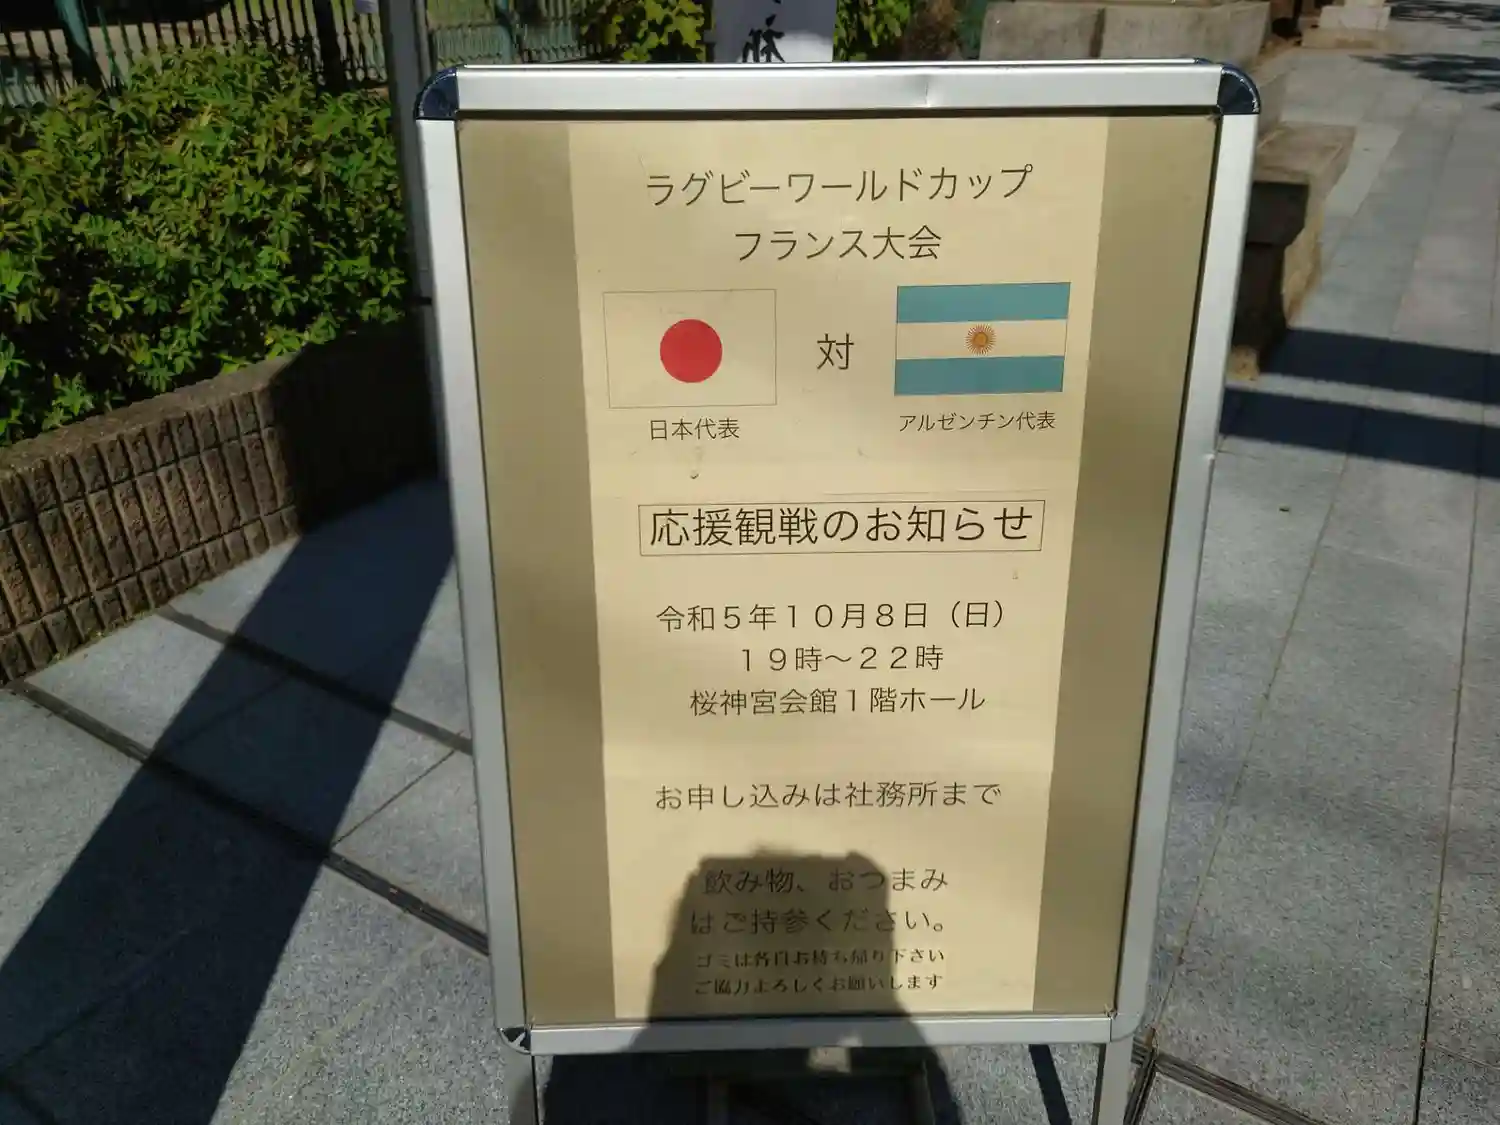 ラグビーワールドカップ
フランス大会
対
日本代表
アルゼンチン代表
応援観戦のお知らせ
令和5年10月8日（日）
19時～22時
桜神宮会館1階ホール
お申し込みは社務所まで
飲み物、おつまみ
はご持参ください。
ゴミは各自お持ち帰り下さい
ご協力よろしくお願いします